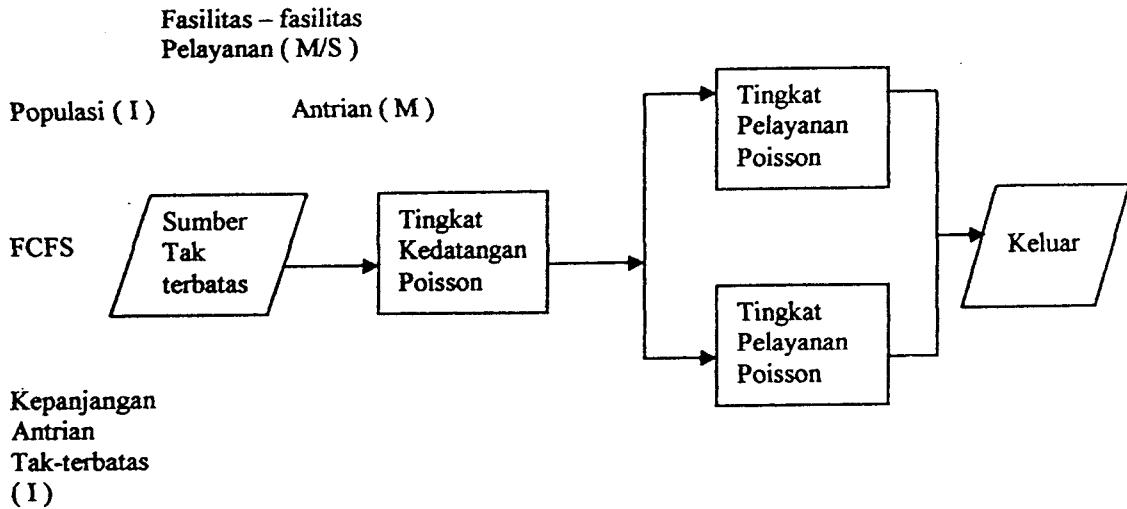 Fasilitas – fasilitas
Pelayanan ( M/S )
Populasi ( I )
Antrian ( M )
FCFS
Sumber
Tak
terbatas
Tingkat
Kedatangan
Poisson
Tingkat
Pelayanan
Poisson
Tingkat
Pelayanan
Poisson
Keluar
Kepanjangan
Antrian
Tak-terbatas
( I )